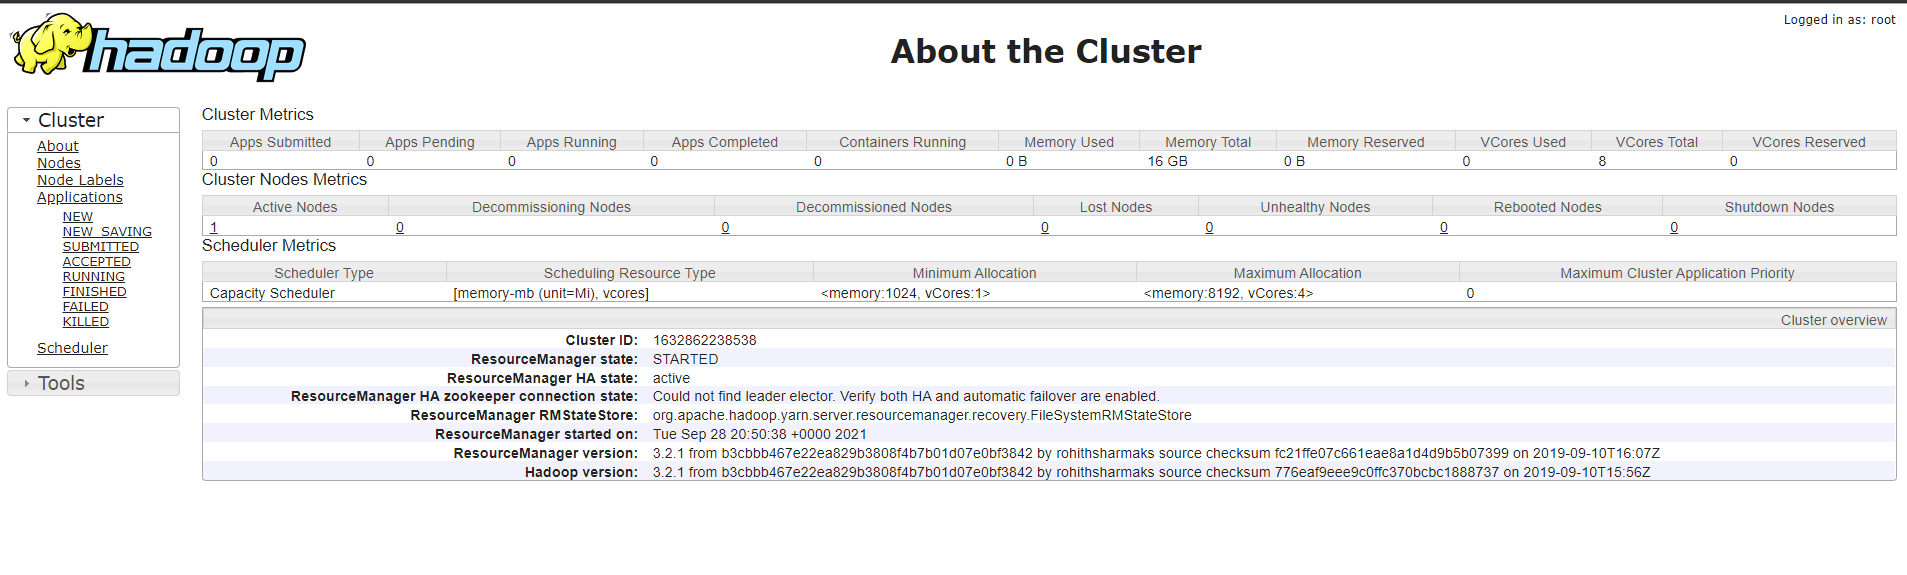 Logged in as: root
hadoop
About the Cluster
Cluster
About
Nodes
Node Labels
Applications
NEW
NEW_SAVING
SUBMITTED
ACCEPTED
RUNNING
FINISHED
FAILED
KILLED
Scheduler
Tools
Cluster Metrics
Apps Submitted Apps Pending Apps Running Apps Completed Containers Running Memory Used Memory Total Memory Reserved VCores Used VCores Total VCores Reserved
0 0 0 0 0 0 B 16 GB 0 B 0 8 0
Cluster Nodes Metrics
Active Nodes Decommissioning Nodes Decommissioned Nodes Lost Nodes Unhealthy Nodes Rebooted Nodes Shutdown Nodes
1 0 0 0 0 0 0
Scheduler Metrics
Scheduler Type Scheduling Resource Type Minimum Allocation Maximum Allocation Maximum Cluster Application Priority
Capacity Scheduler [memory-mb (unit=Mi), vcores] <memory:1024, vCores:1> <memory:8192, vCores:4> 0
Cluster overview
Cluster ID: 1632862238538
ResourceManager state: STARTED
ResourceManager HA state: active
ResourceManager HA zookeeper connection state: Could not find leader elector. Verify both HA and automatic failover are enabled.
ResourceManager RMStateStore: org.apache.hadoop.yarn.server.resourcemanager.recovery.FileSystemRMStateStore
ResourceManager started on: Tue Sep 28 20:50:38 +0000 2021
ResourceManager version: 3.2.1 from b3cbbb467e22ea829b3808f4b7b01d07e0bf3842 by rohithsharmaks source checksum fc21ffe07c661eae8a1d4d9b5b07399 on 2019-09-10T16:07Z
Hadoop version: 3.2.1 from b3cbbb467e22ea829b3808f4b7b01d07e0bf3842 by rohithsharmaks source checksum 776eaf9eee9c0ffc370bcbc1888737 on 2019-09-10T15:56Z